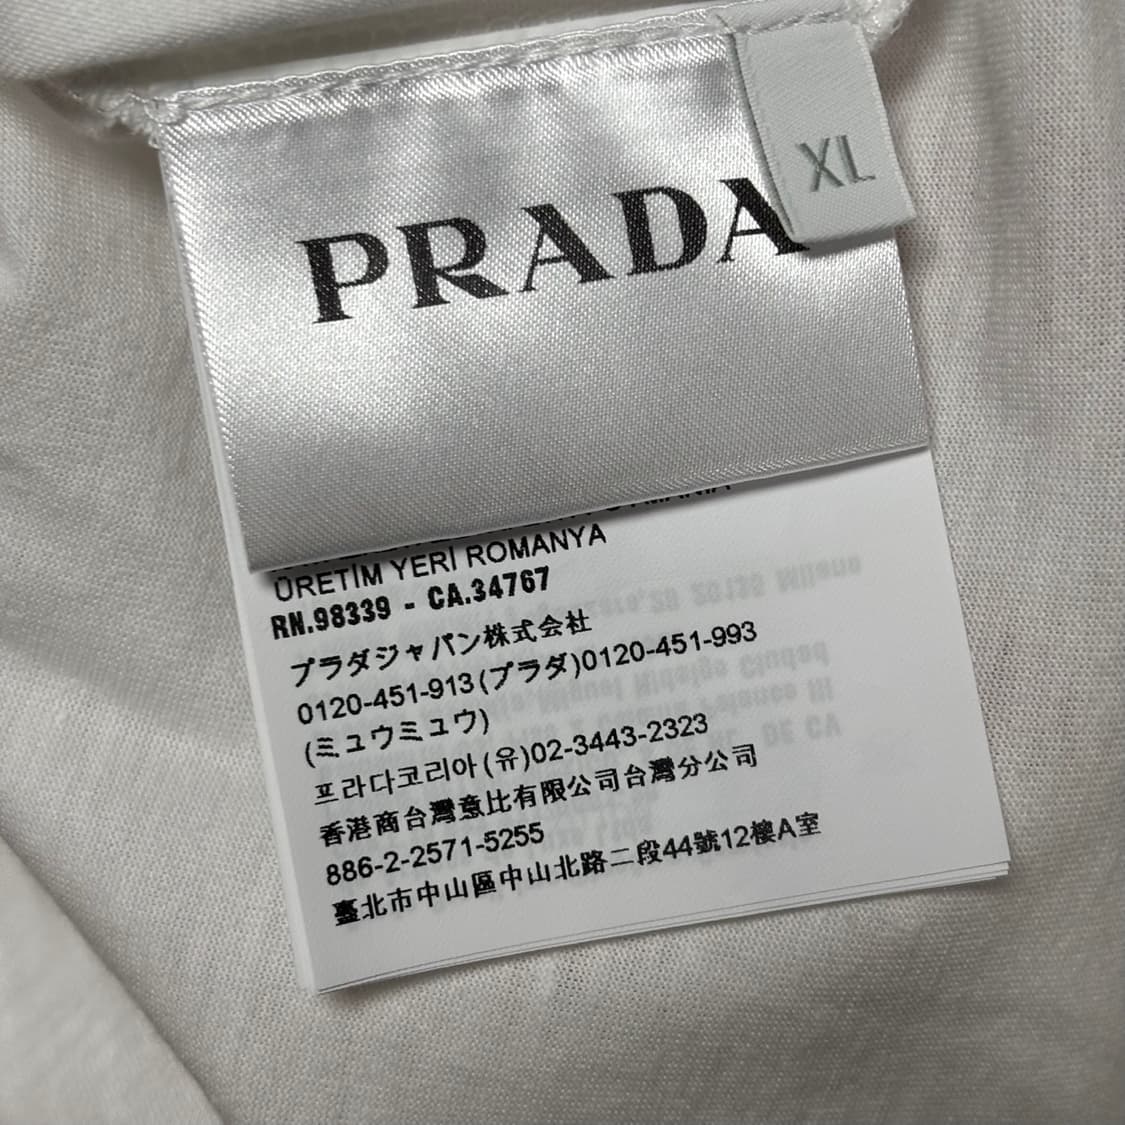 PRADA
XL
ÜRETİM YERİ ROMANYA
RN.98339 - CA.34767
プラダジャパン株式会社
0120-451-913(プラダ)0120-451-993
(ミュウミュウ)
프라다코리아(유)02-3443-2323
香港商台灣意比有限公司台灣分公司
886-2-2571-5255
臺北市中山區中山北路二段44號12樓A室